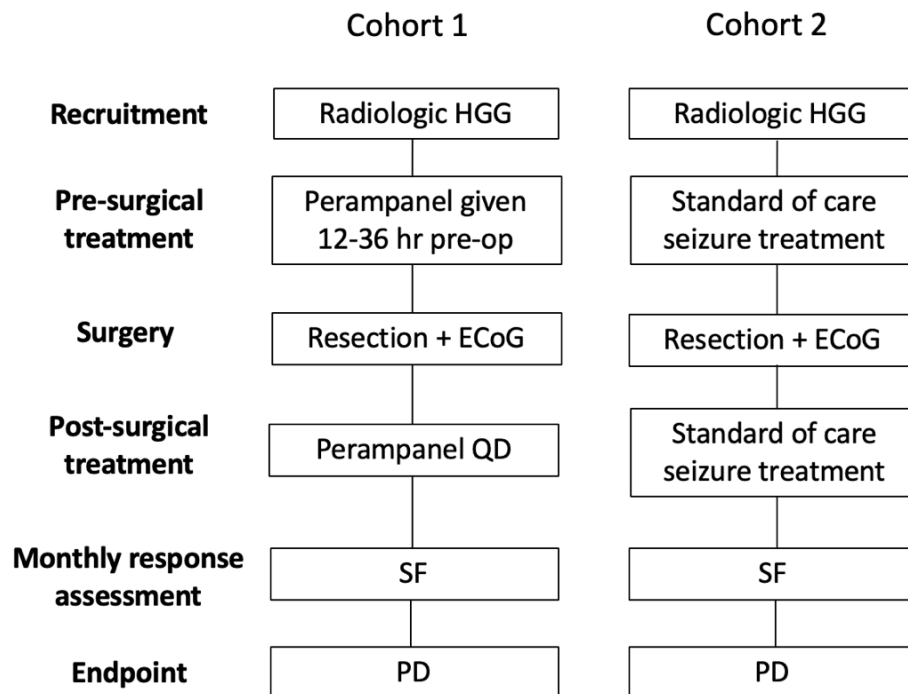 Cohort 1
Cohort 2
Recruitment
Radiologic HGG
Radiologic HGG
Pre-surgical
treatment
Perampanel given
12-36 hr pre-op
Standard of care
seizure treatment
Surgery
Resection + ECoG
Resection + ECoG
Post-surgical
treatment
Perampanel QD
Standard of care
seizure treatment
Monthly response
assessment
SF
SF
Endpoint
PD
PD